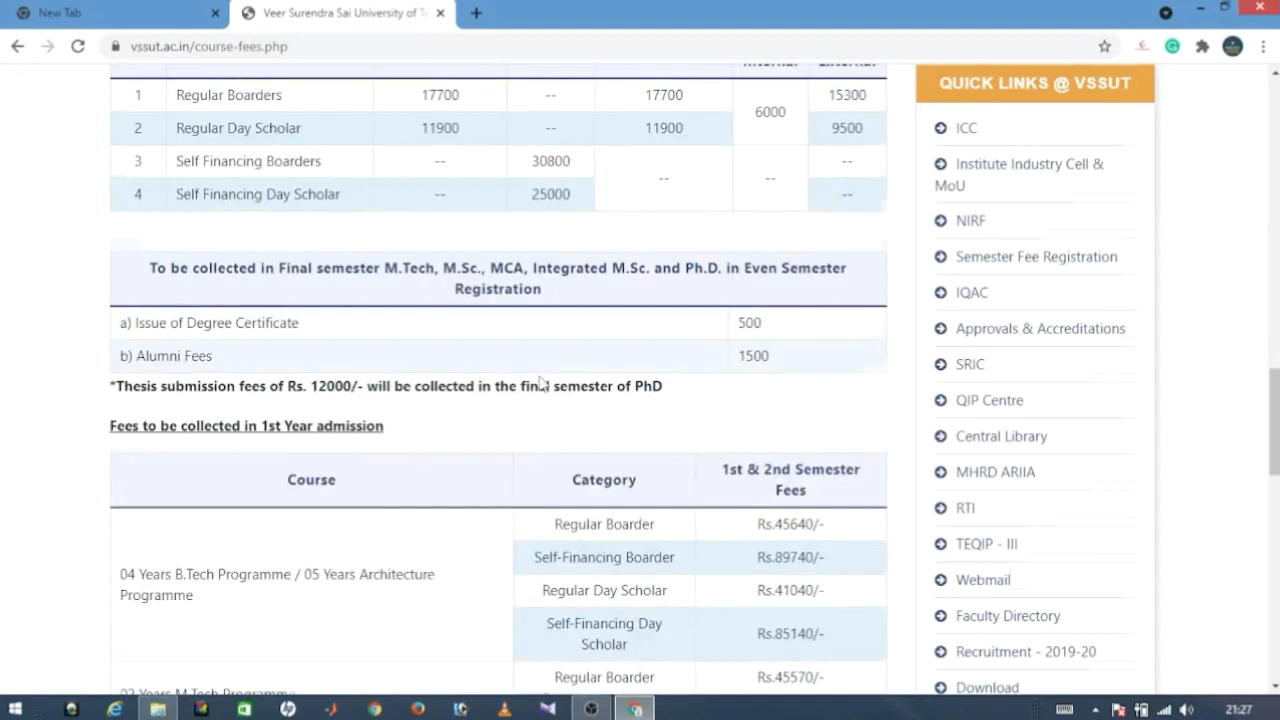 New Tab
Veer Surendra Sai University of Te
vssut.ac.in/course-fees.php
1 Regular Boarders 17700 -- 17700 6000 15300
2 Regular Day Scholar 11900 -- 11900 9500
3 Self Financing Boarders -- 30800 -- -- --
4 Self Financing Day Scholar -- 25000 --
To be collected in Final semester M.Tech, M.Sc., MCA, Integrated M.Sc. and Ph.D. in Even Semester
Registration
a) Issue of Degree Certificate 500
b) Alumni Fees 1500
*Thesis submission fees of Rs. 12000/- will be collected in the final semester of PhD
Fees to be collected in 1st Year admission
Course Category 1st & 2nd Semester
Fees
Regular Boarder Rs.45640/-
Self-Financing Boarder Rs.89740/-
04 Years B.Tech Programme / 05 Years Architecture
Programme
Regular Day Scholar Rs.41040/-
Self-Financing Day
Scholar Rs.85140/-
Regular Boarder Rs.45570/-
Years M.Tech Programme
QUICK LINKS @ VSSUT
ICC
Institute Industry Cell &
MoU
NIRF
Semester Fee Registration
IQAC
Approvals & Accreditations
SRIC
QIP Centre
Central Library
MHRD ARIIA
RTI
TEQIP - III
Webmail
Faculty Directory
Recruitment - 2019-20
Download
21:27